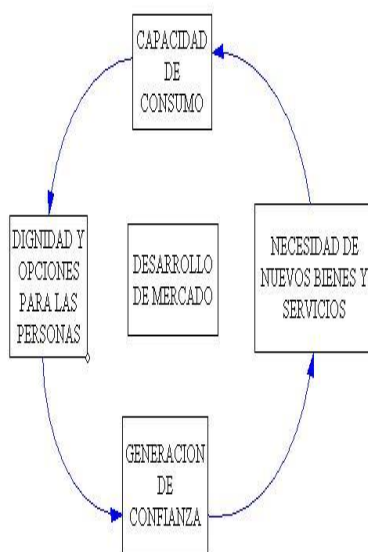 CAPACIDAD
DE
CONSUMO
DIGNIDAD Y
OPCIONES
PARA LAS
PERSONAS
DESARROLLO
DE MERCADO
NECESIDAD DE
NUEVOS BIENES Y
SERVICIOS
GENERACION
DE
CONFIANZA